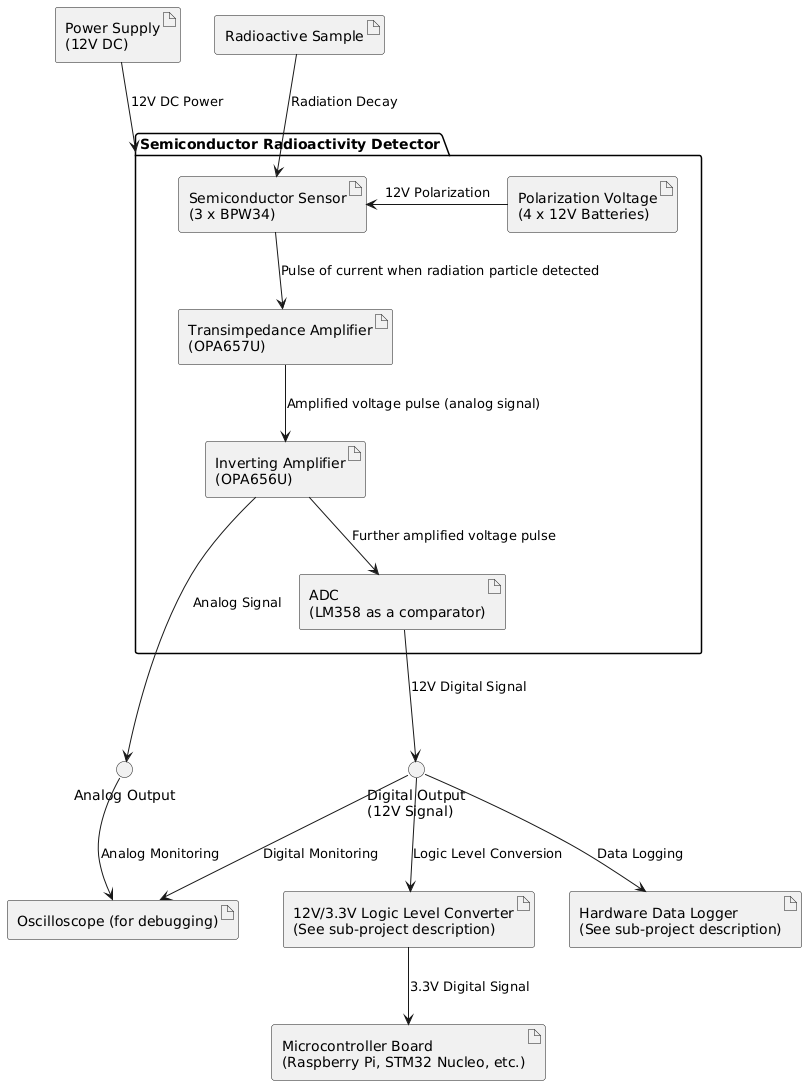 Power Supply
(12V DC)
Radioactive Sample
12V DC Power
Radiation Decay
Semiconductor Radioactivity Detector
Semiconductor Sensor
(3 x BPW34)
12V Polarization
Polarization Voltage
(4 x 12V Batteries)
Pulse of current when radiation particle detected
Transimpedance Amplifier
(OPA657U)
Amplified voltage pulse (analog signal)
Inverting Amplifier
(OPA656U)
Further amplified voltage pulse
Analog Signal
ADC
(LM358 as a comparator)
12V Digital Signal
Analog Output
Digital Output
(12V Signal)
Analog Monitoring
Digital Monitoring
Logic Level Conversion
Data Logging
Oscilloscope (for debugging)
12V/3.3V Logic Level Converter
(See sub-project description)
Hardware Data Logger
(See sub-project description)
3.3V Digital Signal
Microcontroller Board
(Raspberry Pi, STM32 Nucleo, etc.)